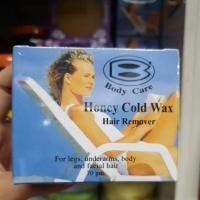 B
Body Care
Honey Cold Wax
Hair Remover
For legs, underarms, body
and facial hair